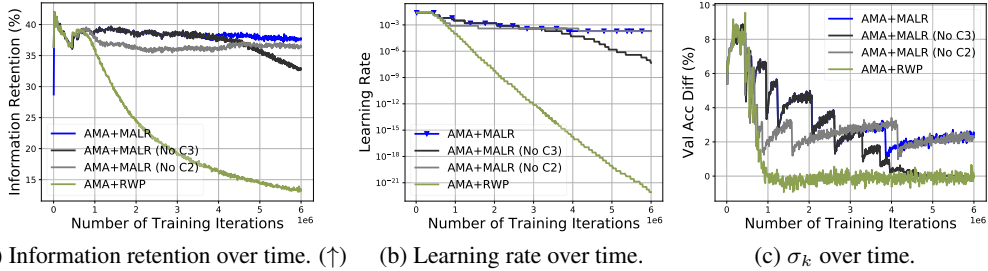 Information Retention (%)
40
35
30
25
20
15
AMA+MALR
AMA+MALR (No C3)
AMA+MALR (No C2)
AMA+RWP
0 1 2 3 4 5 6
1e6
Number of Training Iterations
Learning Rate
10⁻³
10⁻⁶
10⁻⁹
10⁻¹²
10⁻¹⁵
10⁻¹⁸
10⁻²¹
AMA+MALR
AMA+MALR (No C3)
AMA+MALR (No C2)
AMA+RWP
0 1 2 3 4 5 6
1e6
Number of Training Iterations
Val Acc Diff (%)
10
8
6
4
2
0
AMA+MALR
AMA+MALR (No C3)
AMA+MALR (No C2)
AMA+RWP
0 1 2 3 4 5 6
1e6
Number of Training Iterations
) Information retention over time. (↑) (b) Learning rate over time. (c) σₖ over time.